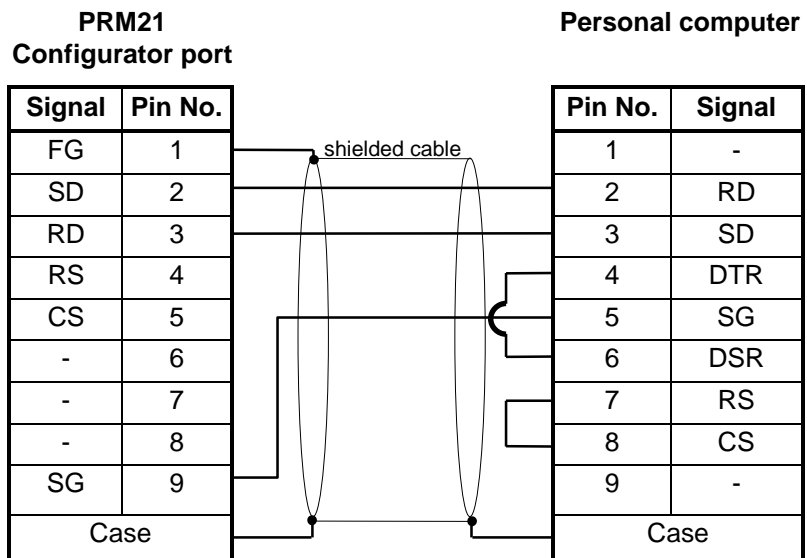 PRM21 Personal computer
Configurator port
Signal Pin No. Pin No. Signal
FG 1 shielded cable 1 -
SD 2 2 RD
RD 3 3 SD
RS 4 4 DTR
CS 5 5 SG
- 6 6 DSR
- 7 7 RS
- 8 8 CS
SG 9 9 -
Case Case